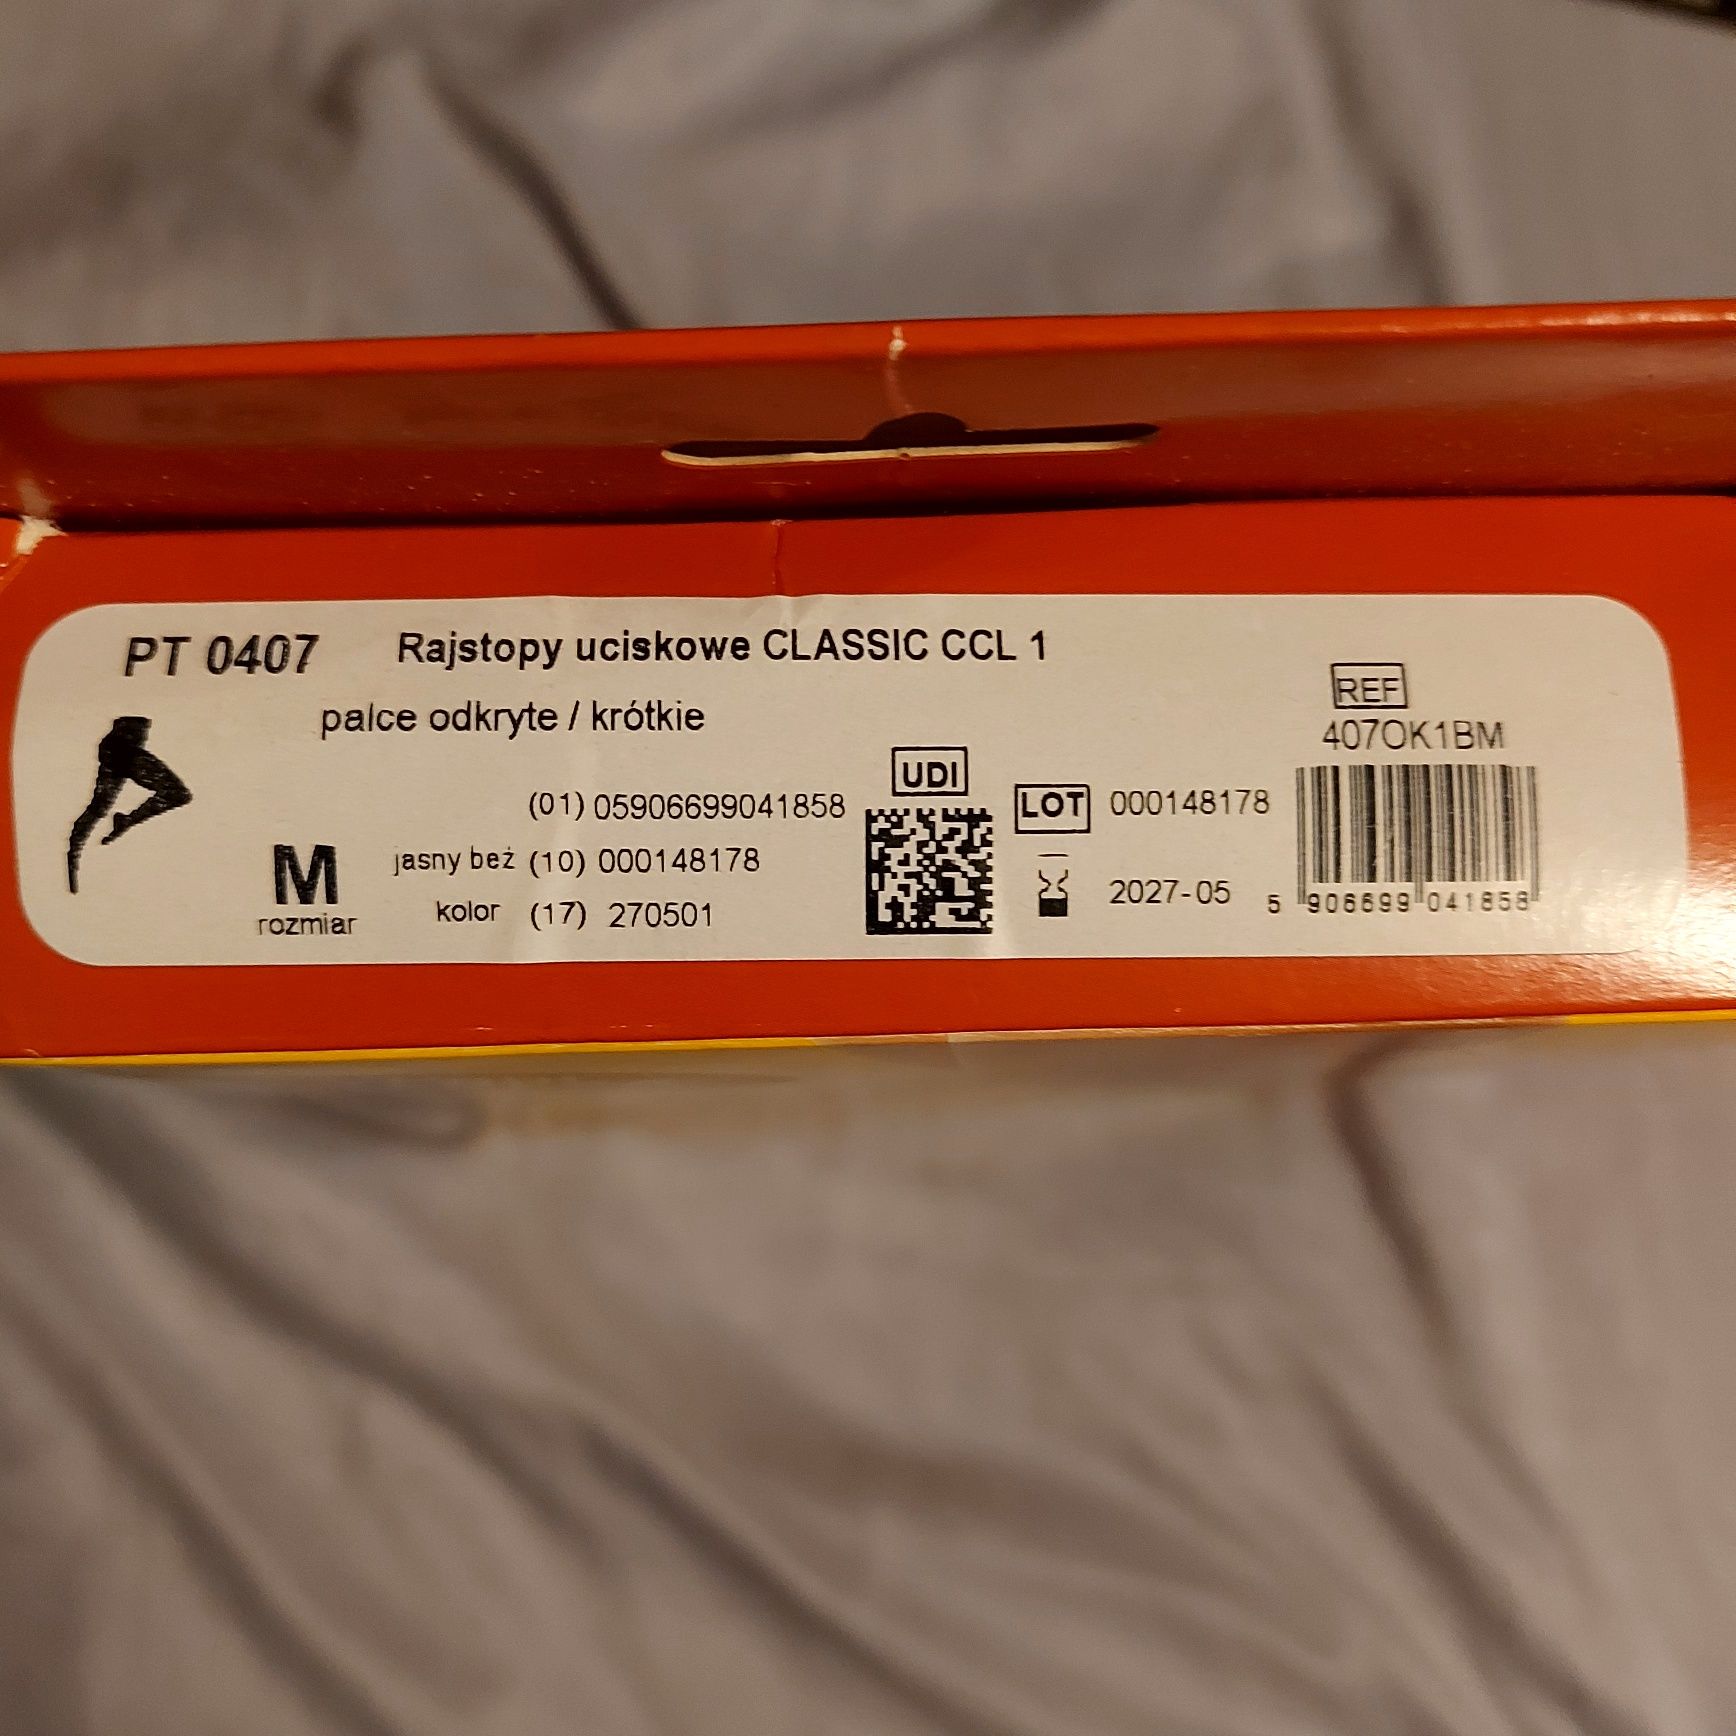 PT 0407 Rajstopy uciskowe CLASSIC CCL 1
palce odkryte / krótkie
REF
407OK1BM
UDI
(01) 05906699041858
LOT 000148178
M
rozmiar
jasny beż (10) 000148178
kolor (17) 270501
2027-05
5 906699 041858